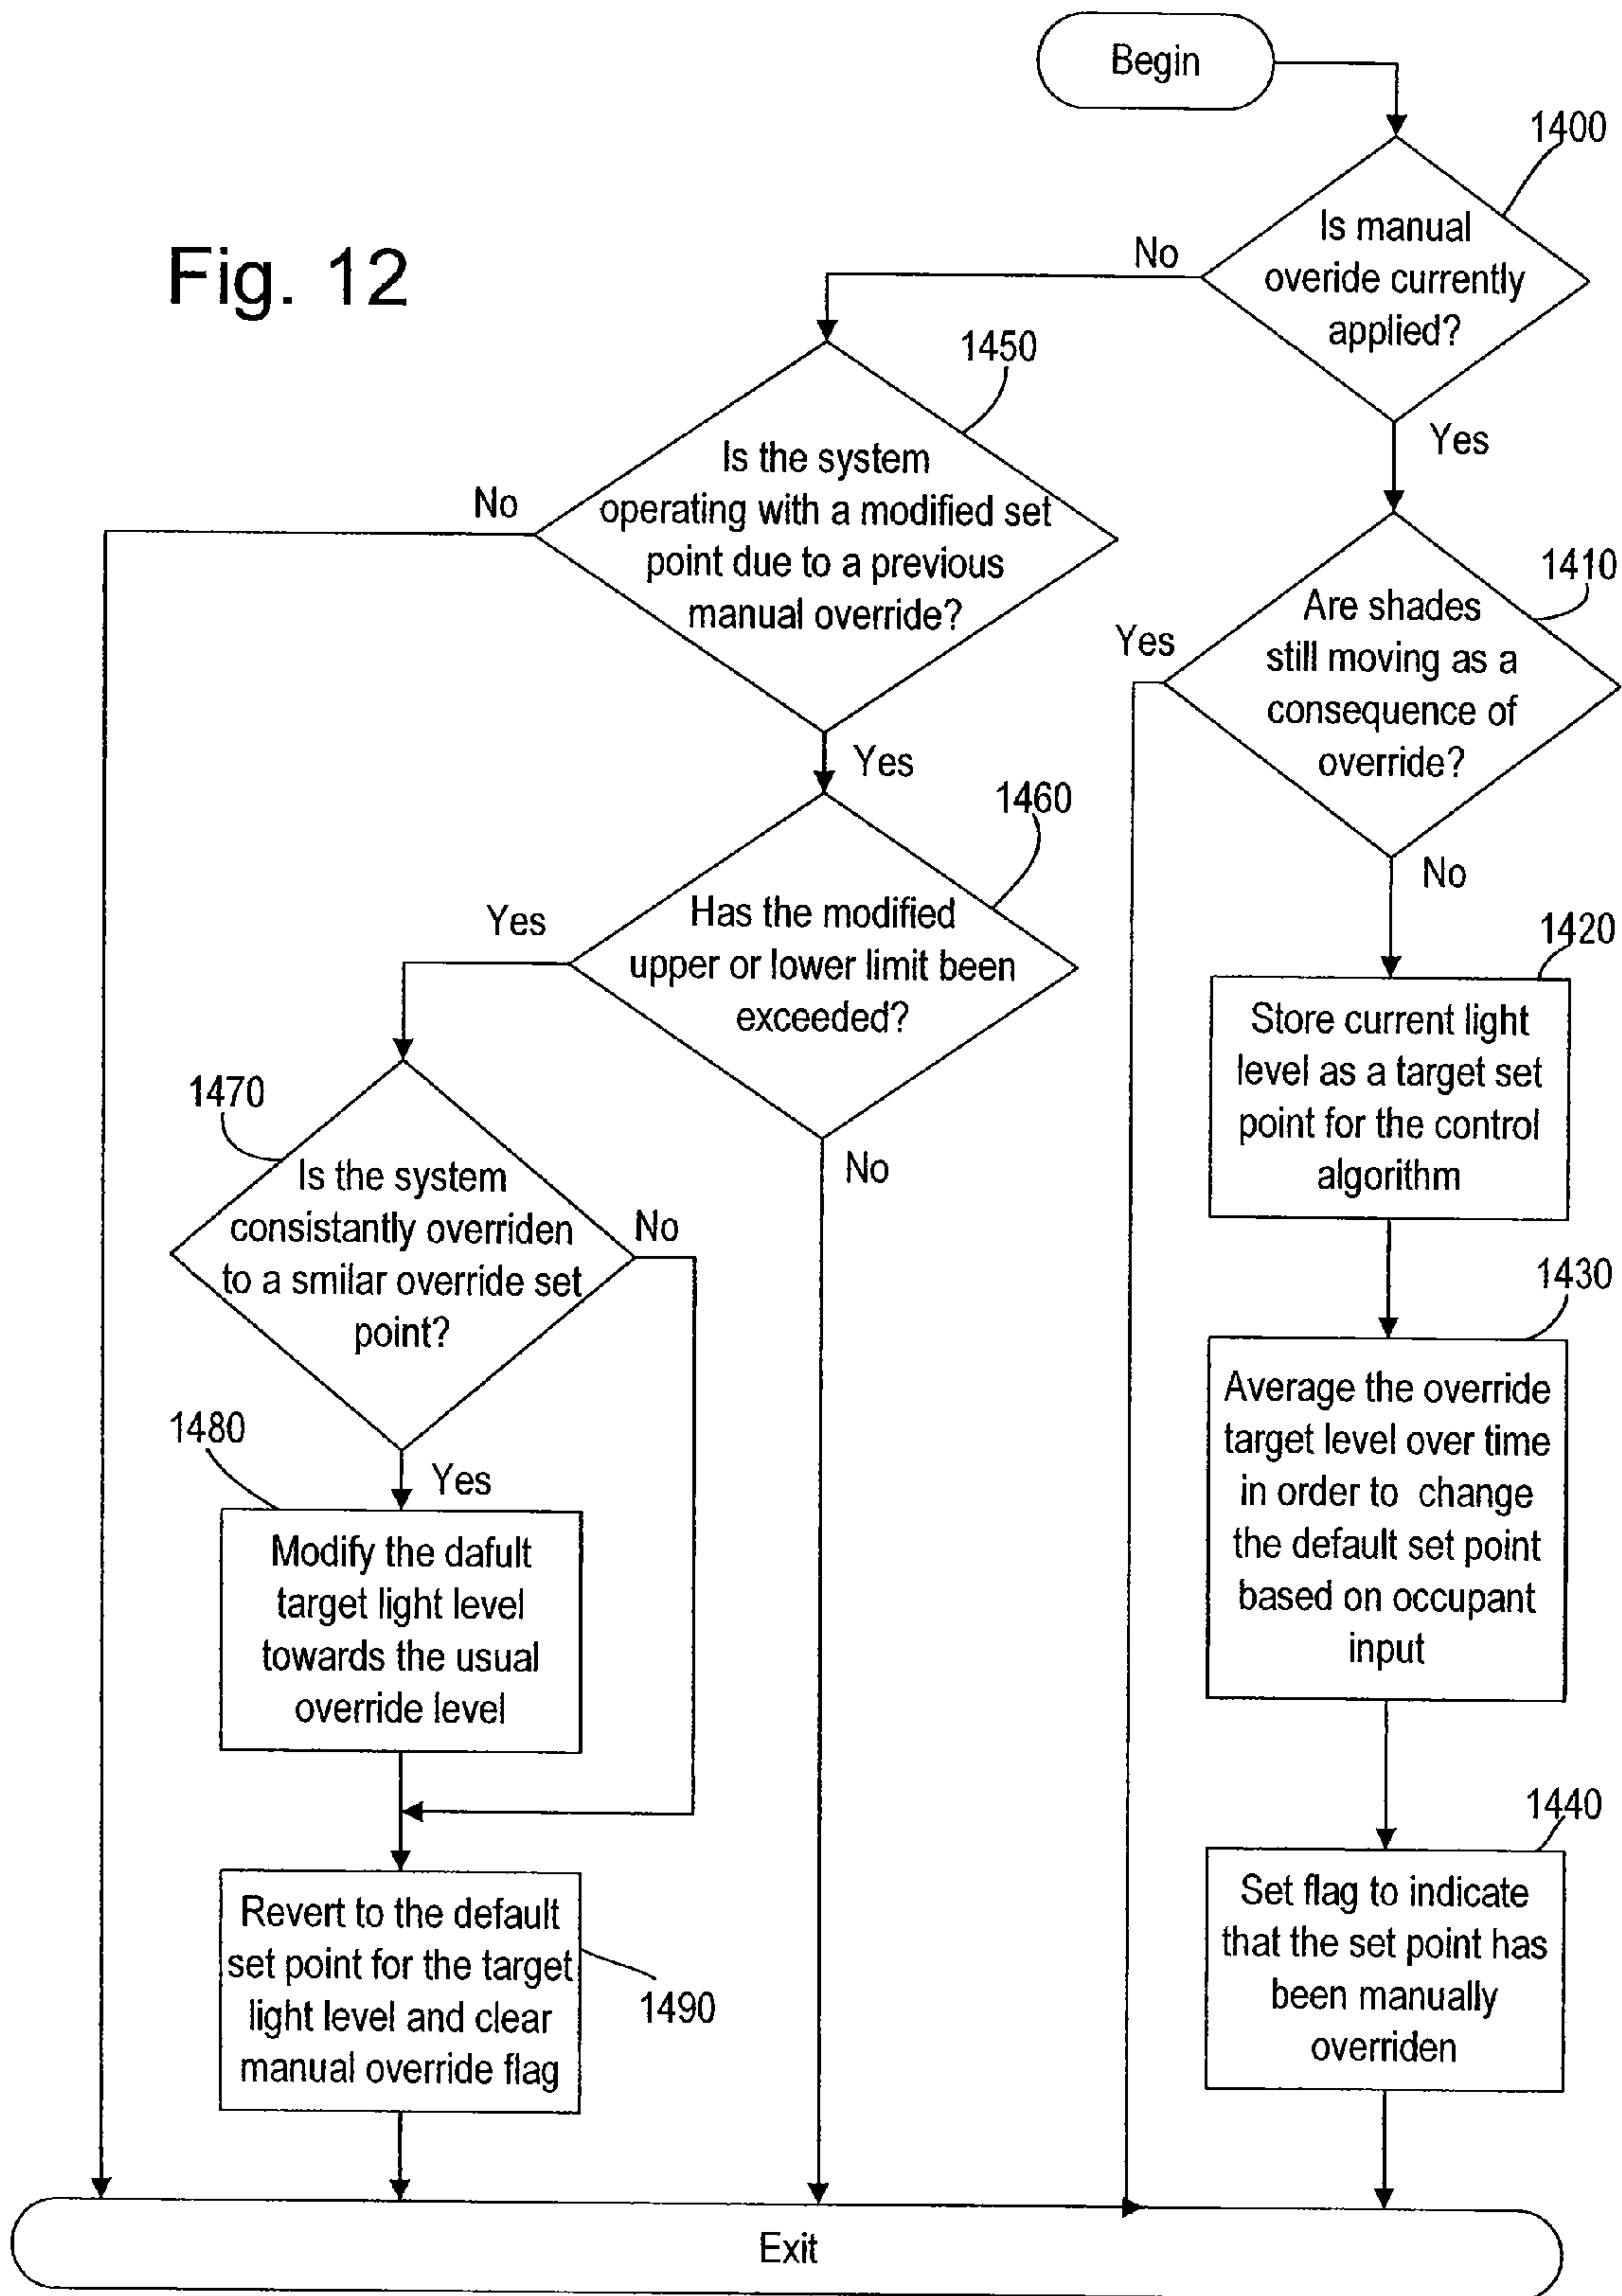 Begin
1400
Is manual
overide currently
applied?
No
Yes
Fig. 12
1450
Is the system
operating with a modified set
point due to a previous
manual override?
No
Yes
1410
Are shades
still moving as a
consequence of
override?
Yes
No
1460
Has the modified
upper or lower limit been
exceeded?
Yes
No
1420
Store current light
level as a target set
point for the control
algorithm
1470
Is the system
consistantly overriden
to a smilar override set
point?
No
Yes
1430
Average the override
target level over time
in order to change
the default set point
based on occupant
input
1480
Modify the dafult
target light level
towards the usual
override level
1440
Set flag to indicate
that the set point has
been manually
overriden
Revert to the default
set point for the target
light level and clear
manual override flag
1490
Exit